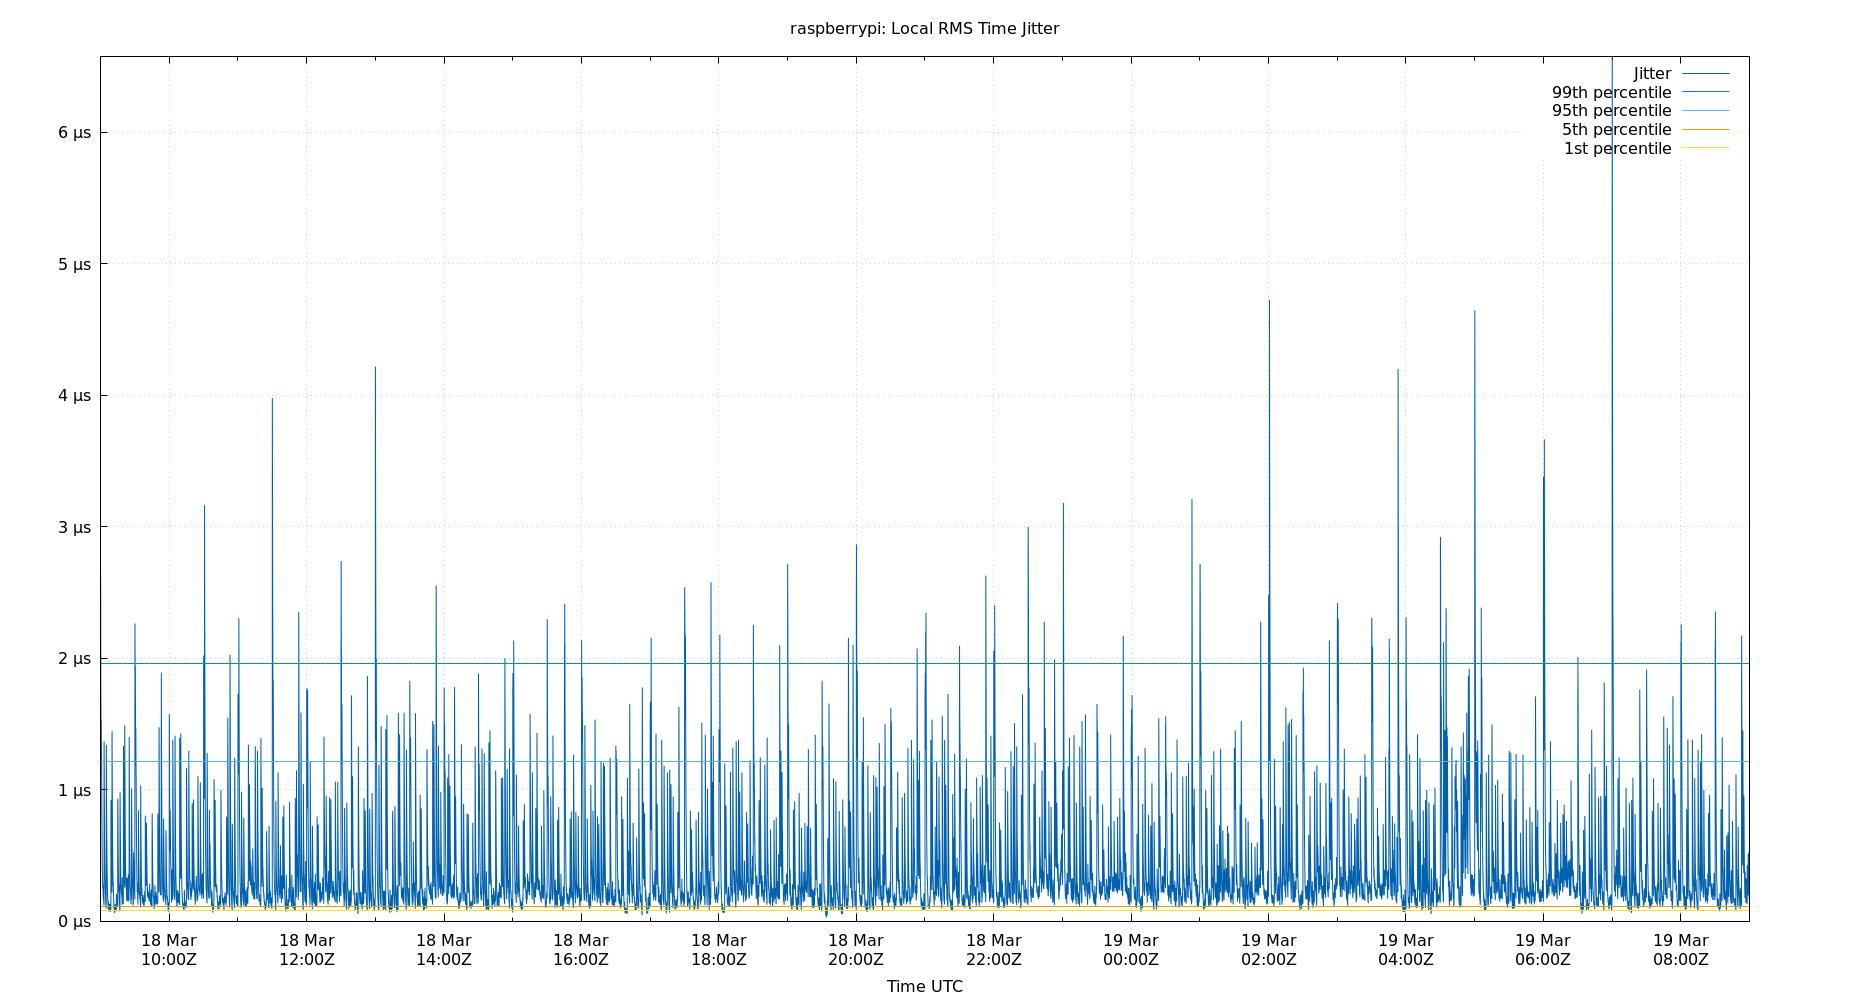 raspberrypi: Local RMS Time Jitter
Jitter
99th percentile
95th percentile
5th percentile
1st percentile
6 µs
5 µs
4 µs
3 µs
2 µs
1 µs
0 µs
18 Mar 18 Mar 18 Mar 18 Mar 18 Mar 18 Mar 18 Mar 19 Mar 19 Mar 19 Mar 19 Mar 19 Mar
10:00Z 12:00Z 14:00Z 16:00Z 18:00Z 20:00Z 22:00Z 00:00Z 02:00Z 04:00Z 06:00Z 08:00Z
Time UTC